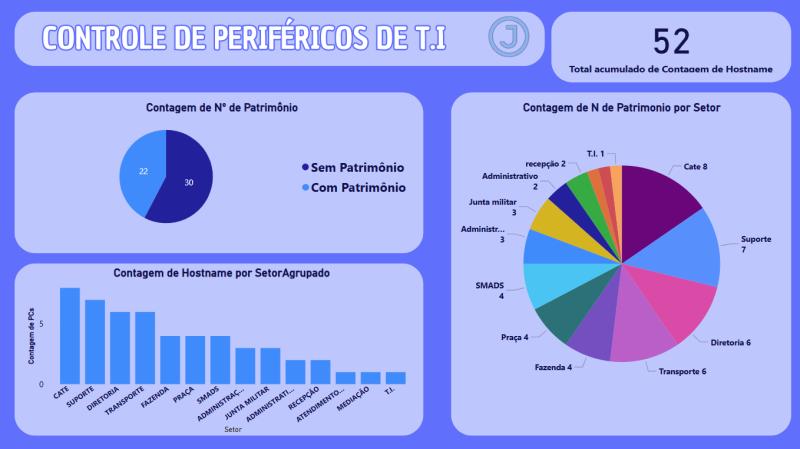 CONTROLE DE PERIFÉRICOS DE T.I
J
52
Total acumulado de Contagem de Hostname
Contagem de Nº de Patrimônio
22
30
Sem Patrimônio
Com Patrimônio
Contagem de Hostname por SetorAgrupado
Contagem de PCs
5
0
CATE
SUPORTE
DIRETORIA
TRANSPORTE
FAZENDA
PRAÇA
SMADS
ADMINISTRAÇ...
JUNTA MILITAR
ADMINISTRATI...
RECEPÇÃO
ATENDIMENTO...
MEDIAÇÃO
T.I.
Setor
Contagem de N de Patrimonio por Setor
T.I. 1
recepção 2
Administrativo
2
Junta militar
3
Administr...
3
SMADS
4
Praça 4
Fazenda 4
Transporte 6
Diretoria 6
Suporte
7
Cate 8